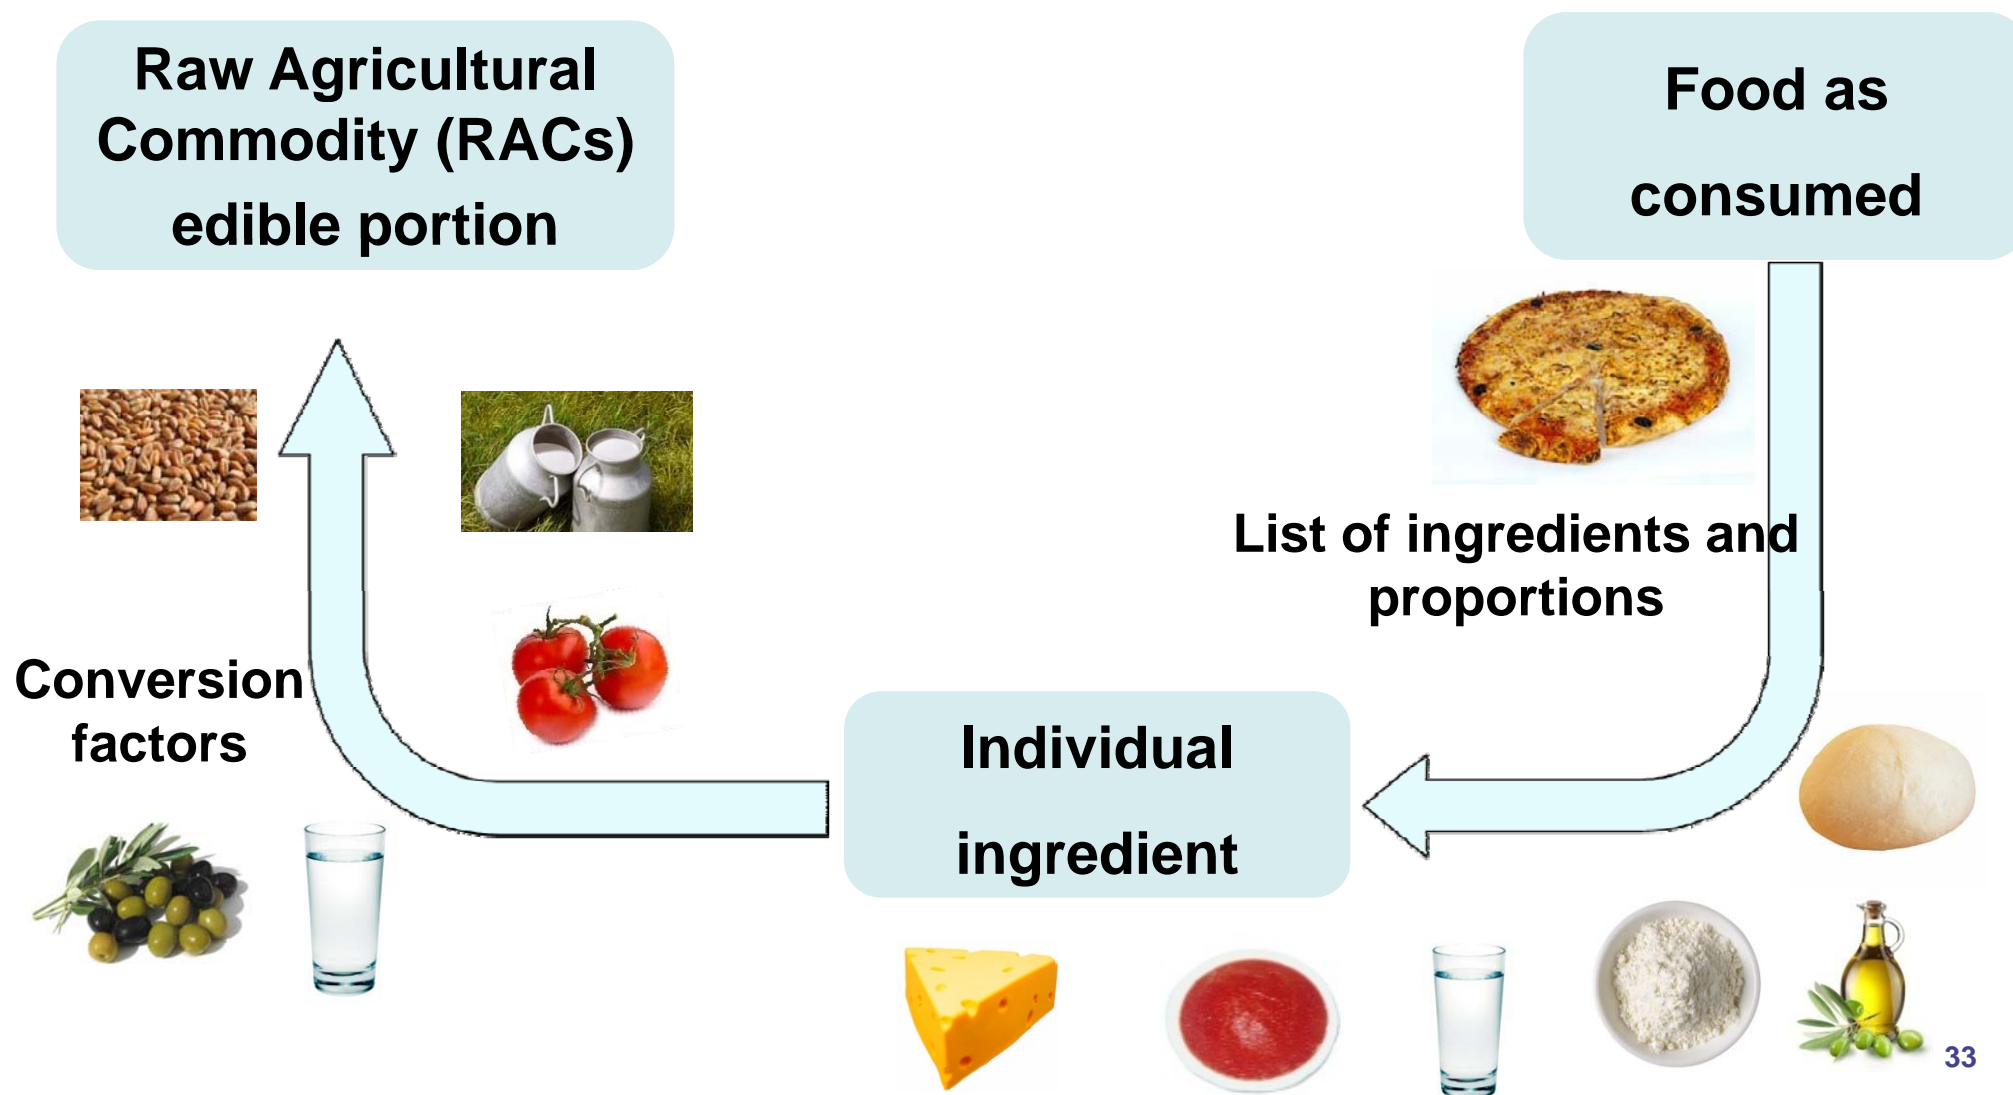 Raw Agricultural
Commodity (RACs)
edible portion
Food as
consumed
List of ingredients and
proportions
Conversion
factors
Individual
ingredient
33